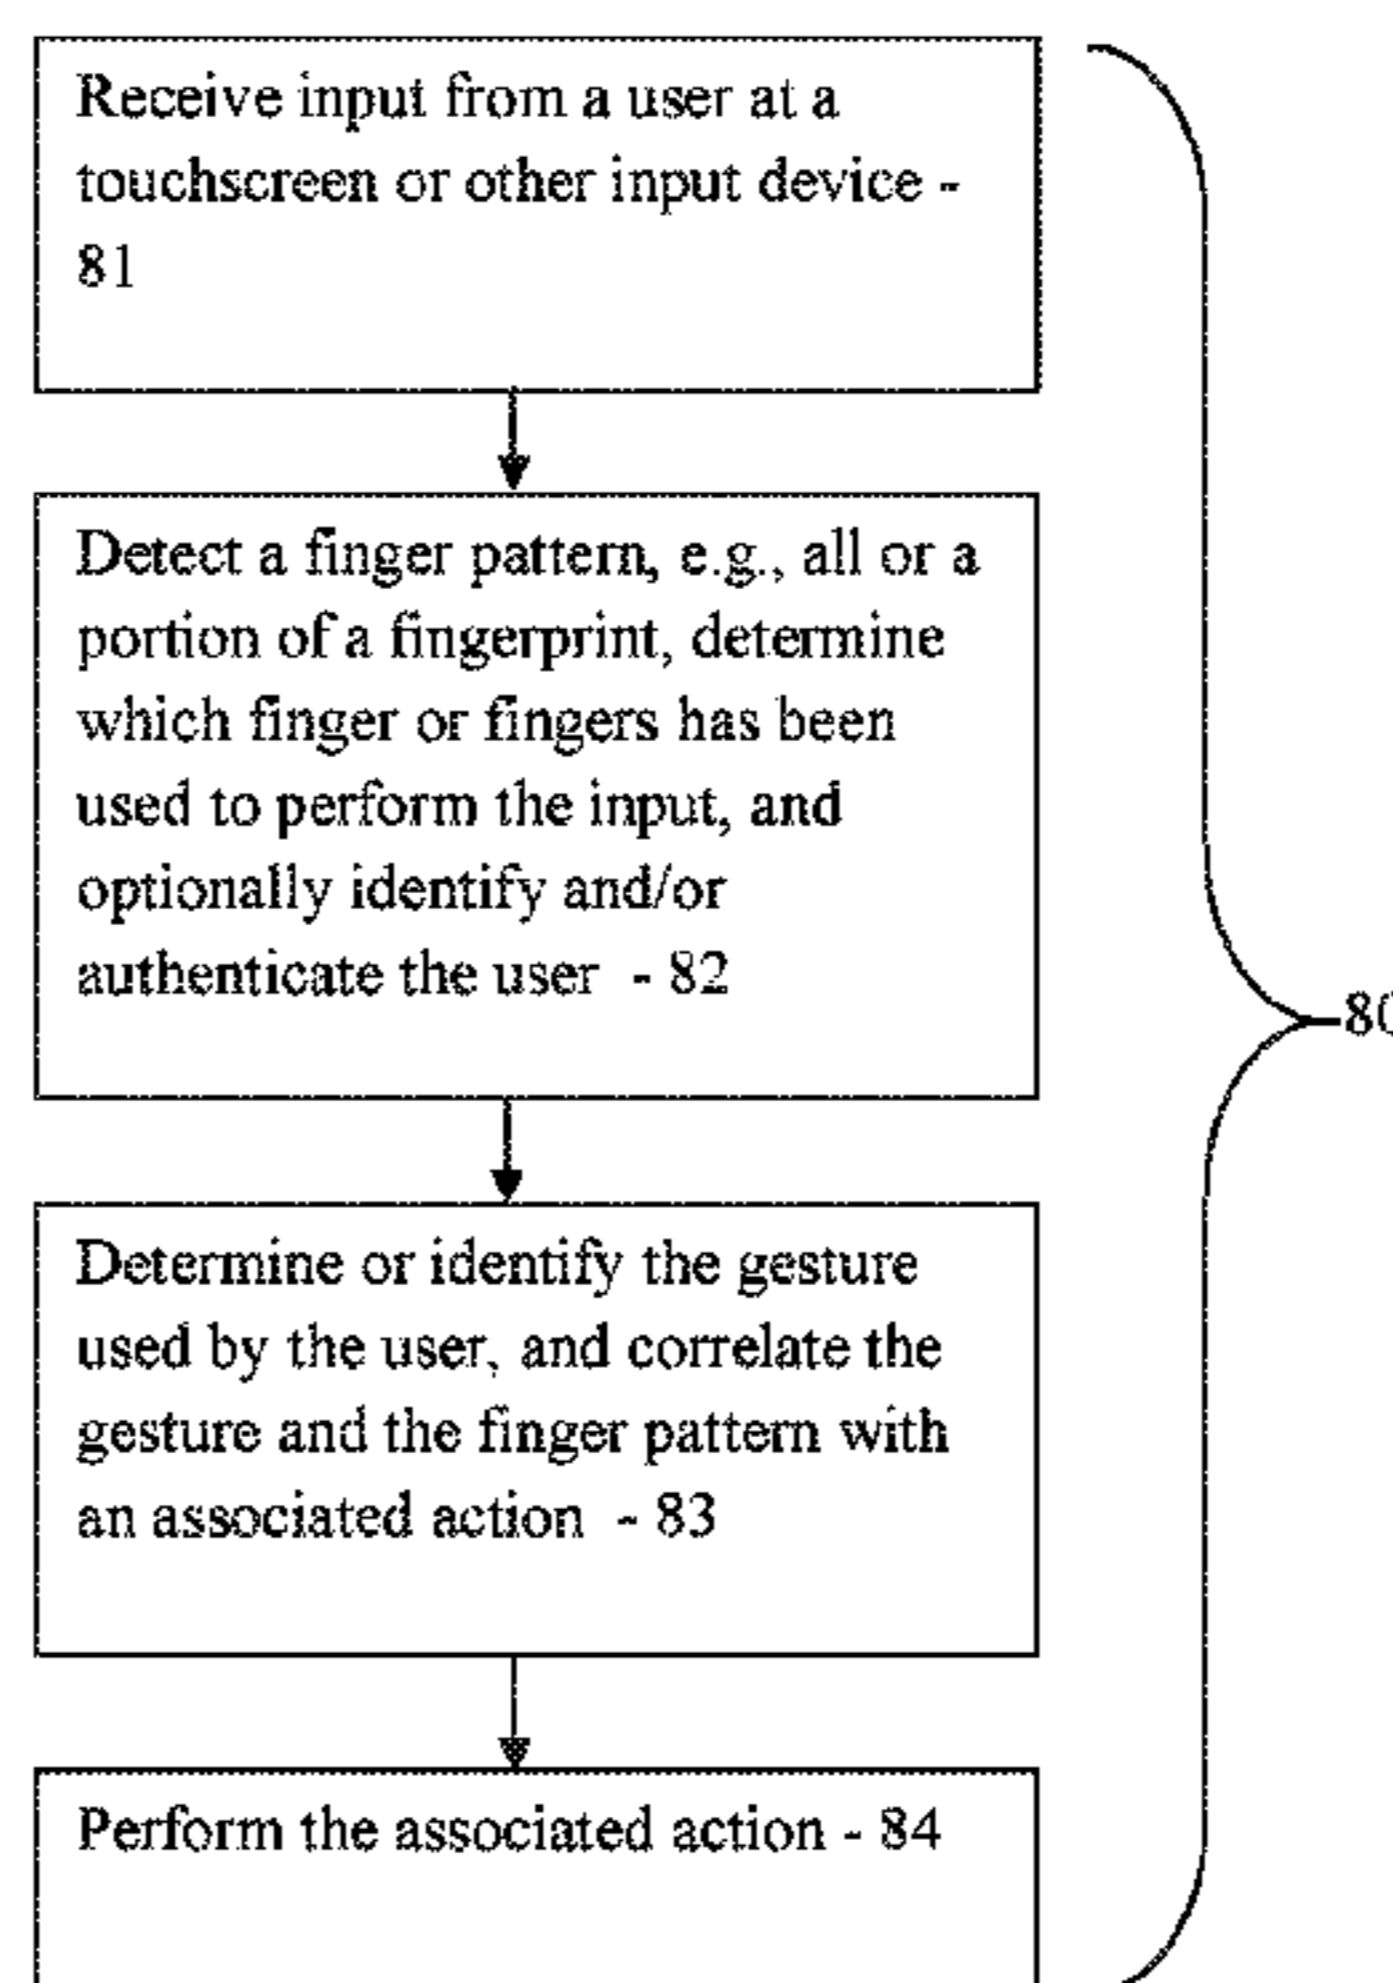 Receive input from a user at a
touchscreen or other input device -
81
Detect a finger pattern, e.g., all or a
portion of a fingerprint, determine
which finger or fingers has been
used to perform the input, and
optionally identify and/or
authenticate the user - 82
80
Determine or identify the gesture
used by the user, and correlate the
gesture and the finger pattern with
an associated action - 83
Perform the associated action - 84